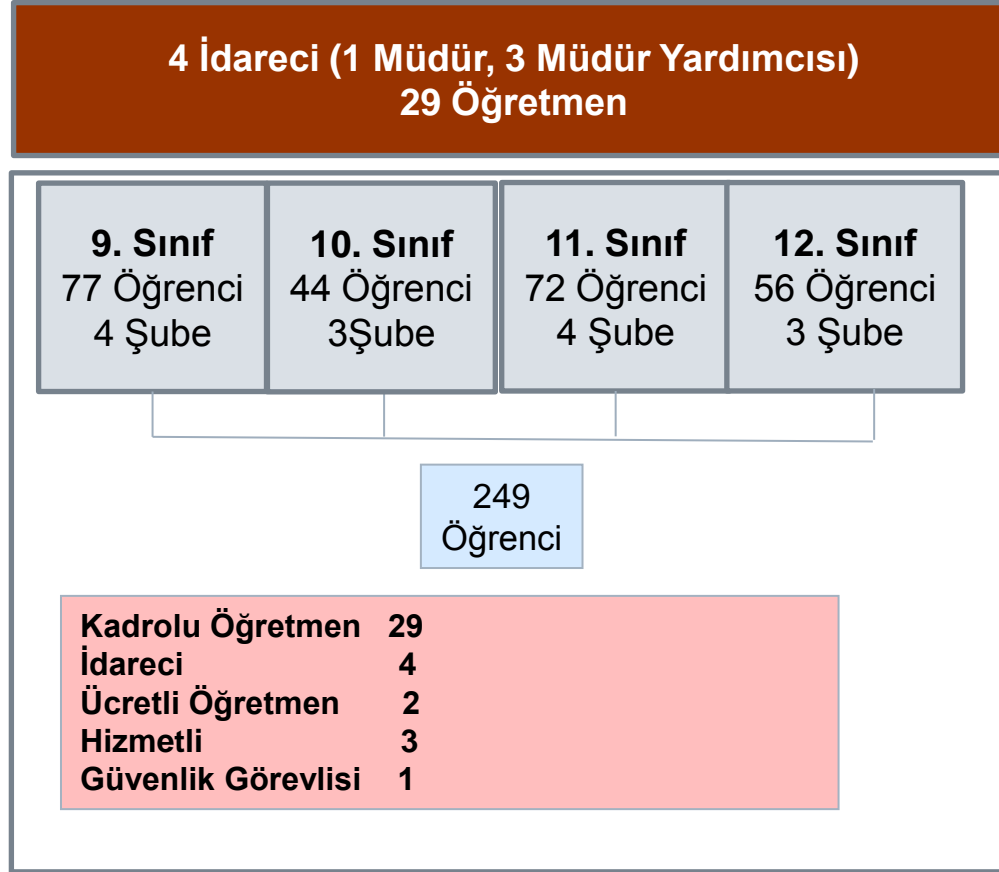 4 İdareci (1 Müdür, 3 Müdür Yardımcısı)
29 Öğretmen
9. Sınıf
77 Öğrenci
4 Şube
10. Sınıf
44 Öğrenci
3Şube
11. Sınıf
72 Öğrenci
4 Şube
12. Sınıf
56 Öğrenci
3 Şube
249
Öğrenci
Kadrolu Öğretmen 29
İdareci 4
Ücretli Öğretmen 2
Hizmetli 3
Güvenlik Görevlisi 1